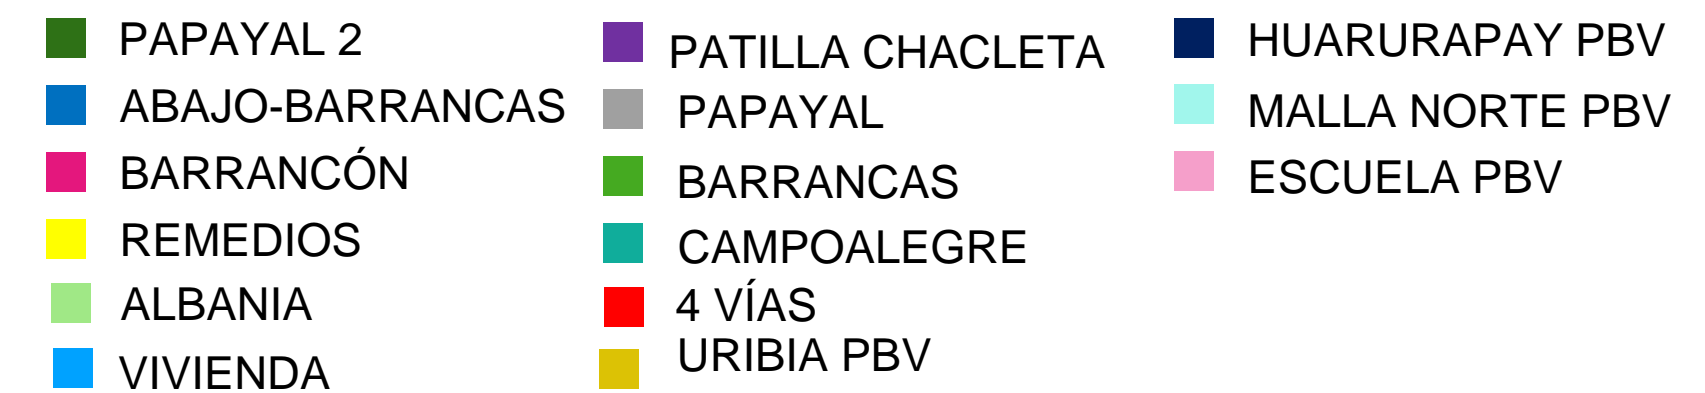 PAPAYAL 2
ABAJO-BARRANCAS
BARRANCÓN
REMEDIOS
ALBANIA
VIVIENDA
PATILLA CHACLETA
PAPAYAL
BARRANCAS
CAMPOALEGRE
4 VÍAS
URIBIA PBV
HUARURAPAY PBV
MALLA NORTE PBV
ESCUELA PBV